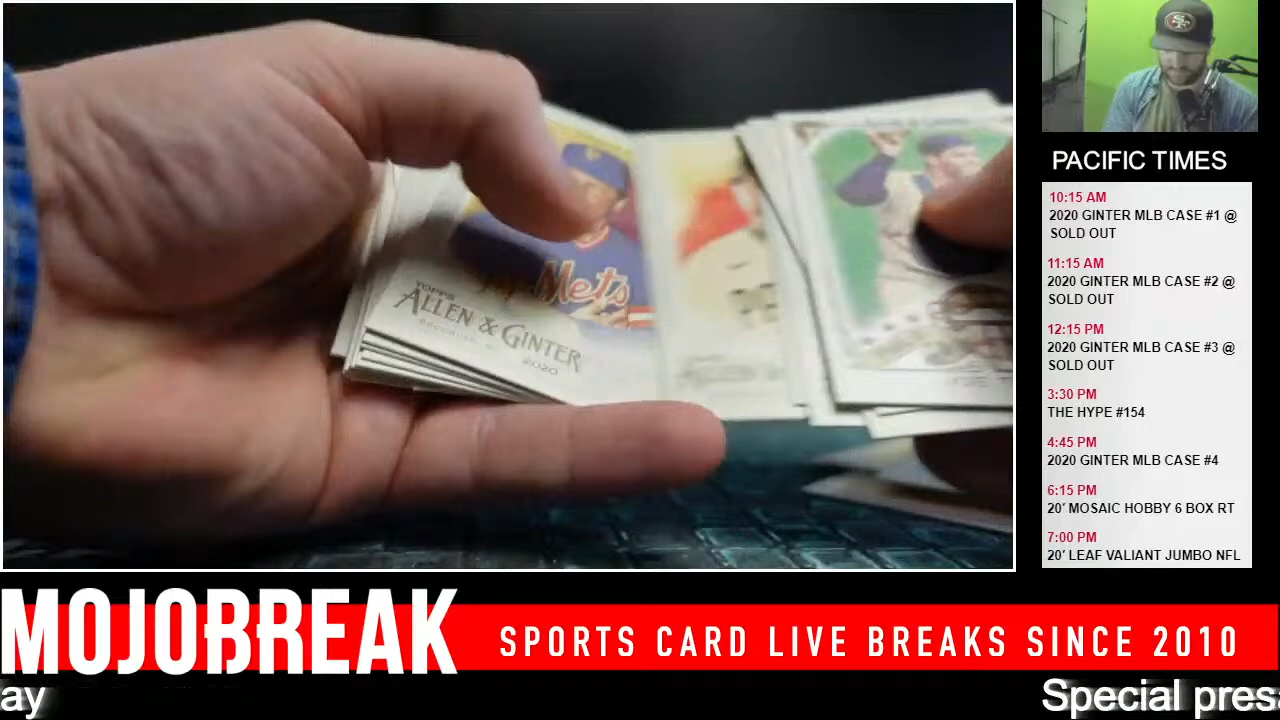 Mets
TOPPS
ALLEN & GINTER
2020
PACIFIC TIMES
10:15 AM
2020 GINTER MLB CASE #1 @
SOLD OUT
11:15 AM
2020 GINTER MLB CASE #2 @
SOLD OUT
12:15 PM
2020 GINTER MLB CASE #3 @
SOLD OUT
3:30 PM
THE HYPE #154
4:45 PM
2020 GINTER MLB CASE #4
6:15 PM
20' MOSAIC HOBBY 6 BOX RT
7:00 PM
20' LEAF VALIANT JUMBO NFL
MOJOBREAK
SPORTS CARD LIVE BREAKS SINCE 2010
ay
Special pres